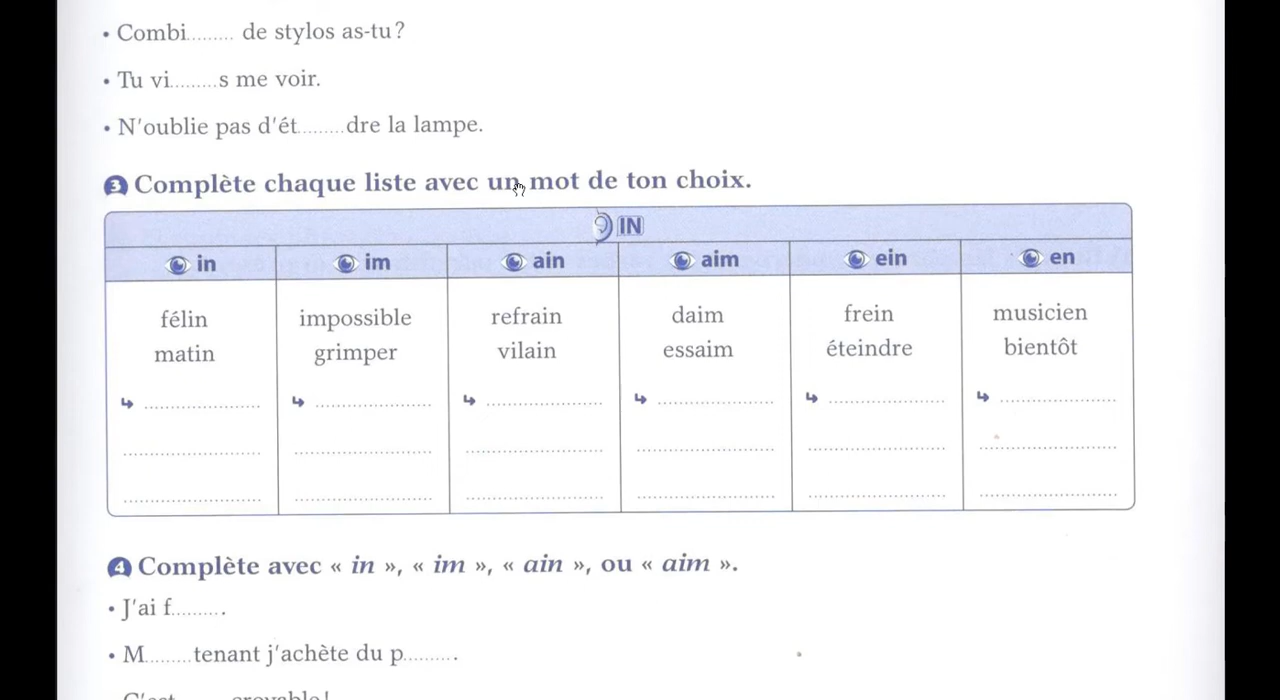 • Combi......... de stylos as-tu?
• Tu vi.........s me voir.
• N'oublie pas d'ét.........dre la lampe.
3 Complète chaque liste avec un mot de ton choix.
IN
in im ain aim ein en
félin impossible refrain daim frein musicien
matin grimper vilain essaim éteindre bientôt
4 Complète avec « in », « im », « ain », ou « aim ».
• J'ai f..........
• M.........tenant j'achète du p..........
C'est ......... croyable!